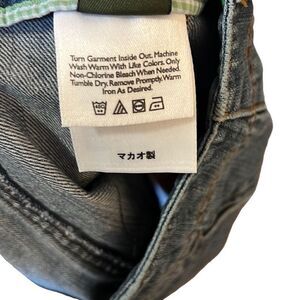 Turn Garment Inside Out. Machine
Wash Warm With Like Colors. Only
Non-Chlorine Bleach When Needed.
Tumble Dry. Remove Promptly. Warm
Iron As Desired.
マカオ製